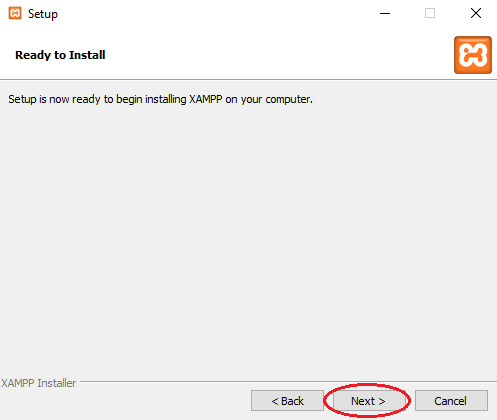 Setup
Ready to Install
Setup is now ready to begin installing XAMPP on your computer.
XAMPP Installer
< Back
Next >
Cancel